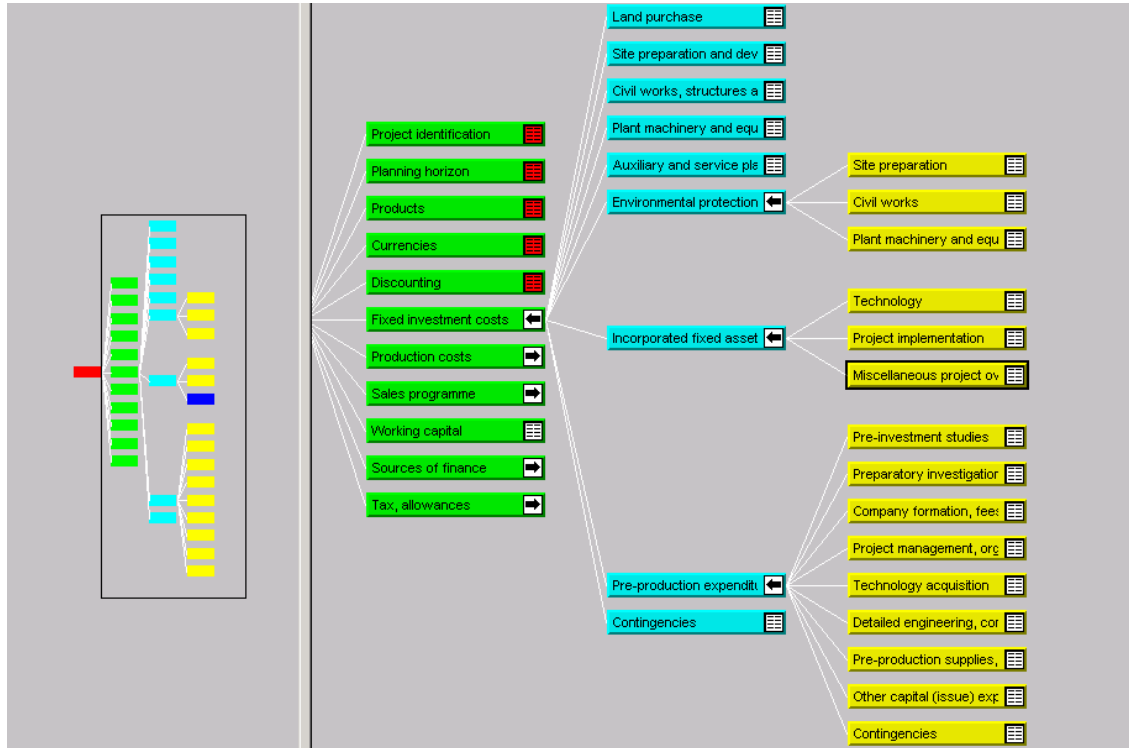 Project identification
Planning horizon
Products
Currencies
Discounting
Fixed investment costs
Production costs
Sales programme
Working capital
Sources of finance
Tax, allowances
Land purchase
Site preparation and dev
Civil works, structures a
Plant machinery and equ
Auxiliary and service pla
Environmental protection
Incorporated fixed asset
Pre-production expenditu
Contingencies
Site preparation
Civil works
Plant machinery and equ
Technology
Project implementation
Miscellaneous project ov
Pre-investment studies
Preparatory investigation
Company formation, fees
Project management, org
Technology acquisition
Detailed engineering, con
Pre-production supplies,
Other capital (issue) exp
Contingencies